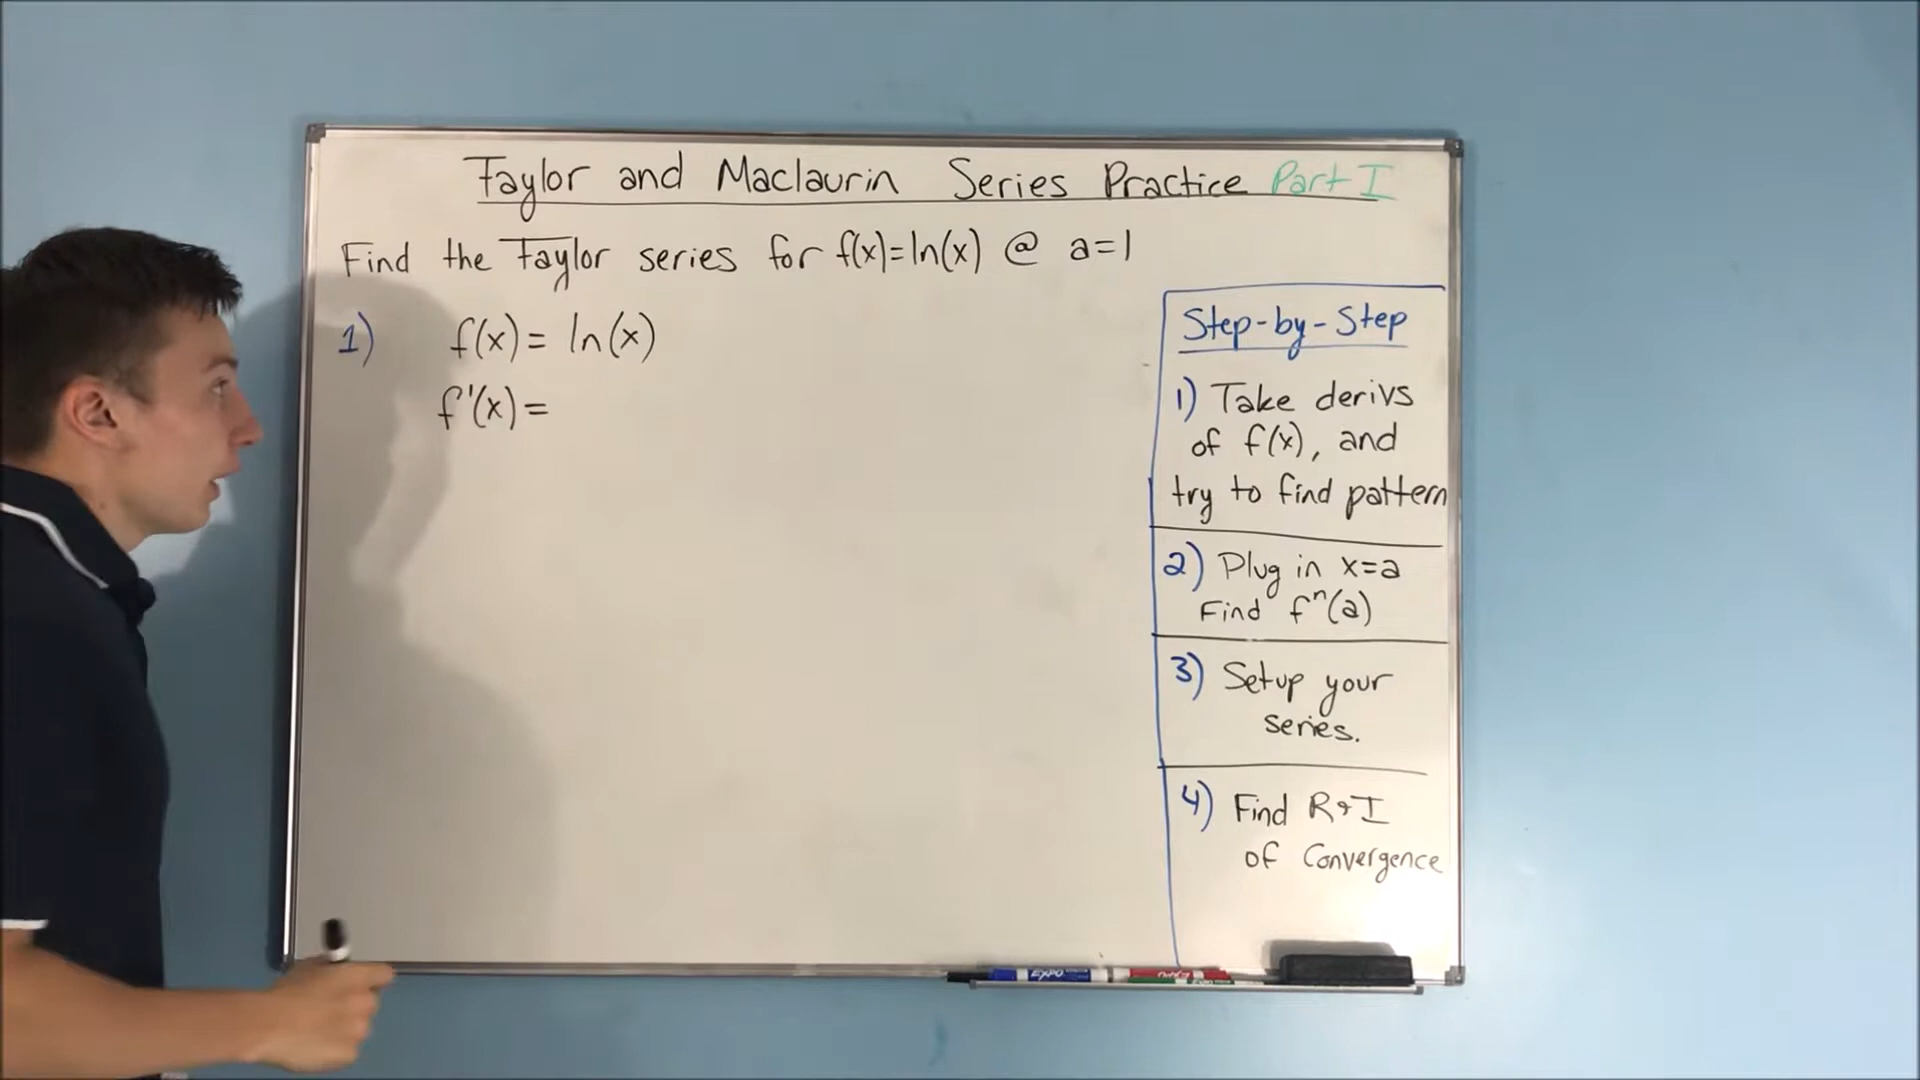 Taylor and Maclaurin Series Practice Part I
Find the Taylor series for f(x)=ln(x) @ a=1
1) f(x) = ln(x)
f'(x) =
Step-by-Step
1) Take derivs
of f(x), and
try to find pattern
2) Plug in x=a
Find fⁿ(a)
3) Setup your
series.
4) Find R&I
of Convergence
EXPO